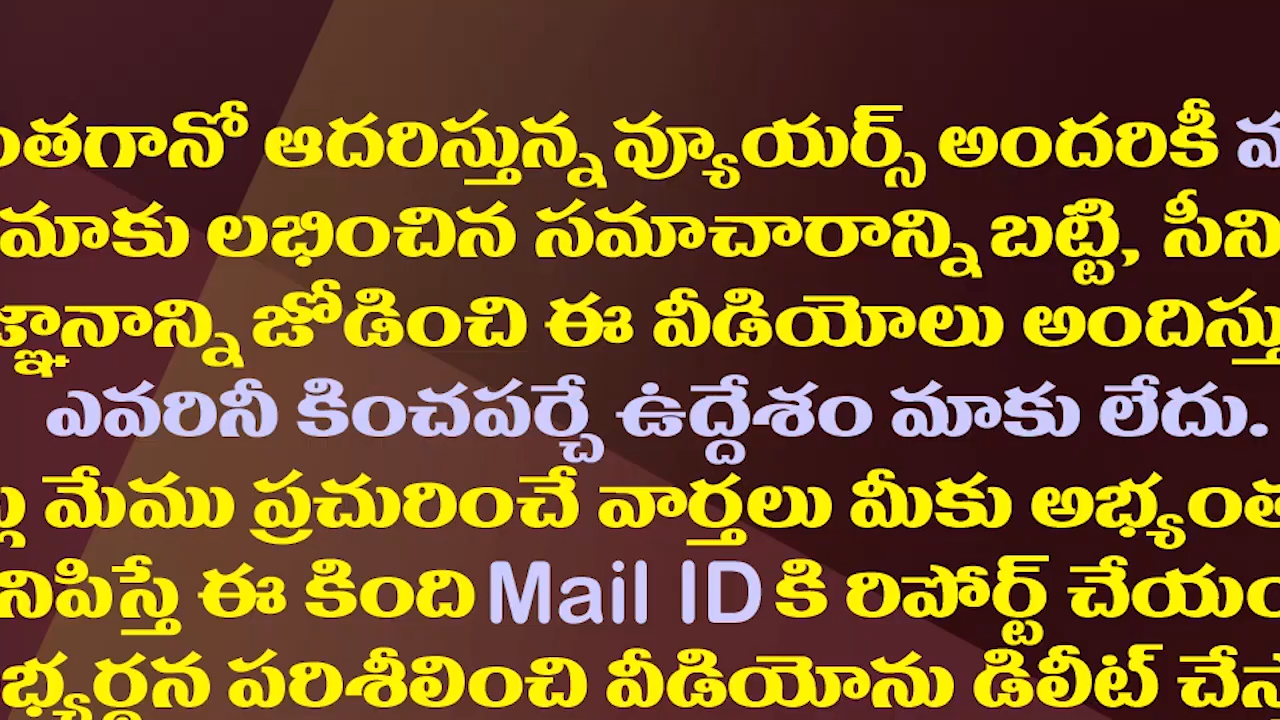 ంతగానో ఆదరిస్తున్న వ్యూయర్స్ అందరికీ
మాకు లభించిన సమాచారాన్ని బట్టి, సీని
జ్ఞానాన్ని జోడించి ఈ వీడియోలు అందిస్తు
ఎవరినీ కించపర్చే ఉద్దేశం మాకు లేదు.
మేము ప్రచురించే వార్తలు మీకు అభ్యంత
నిపిస్తే ఈ కింది Mail ID కి రిపోర్ట్ చేయం
భ్యర్థన పరిశీలించి వీడియోను డిలీట్ చేస